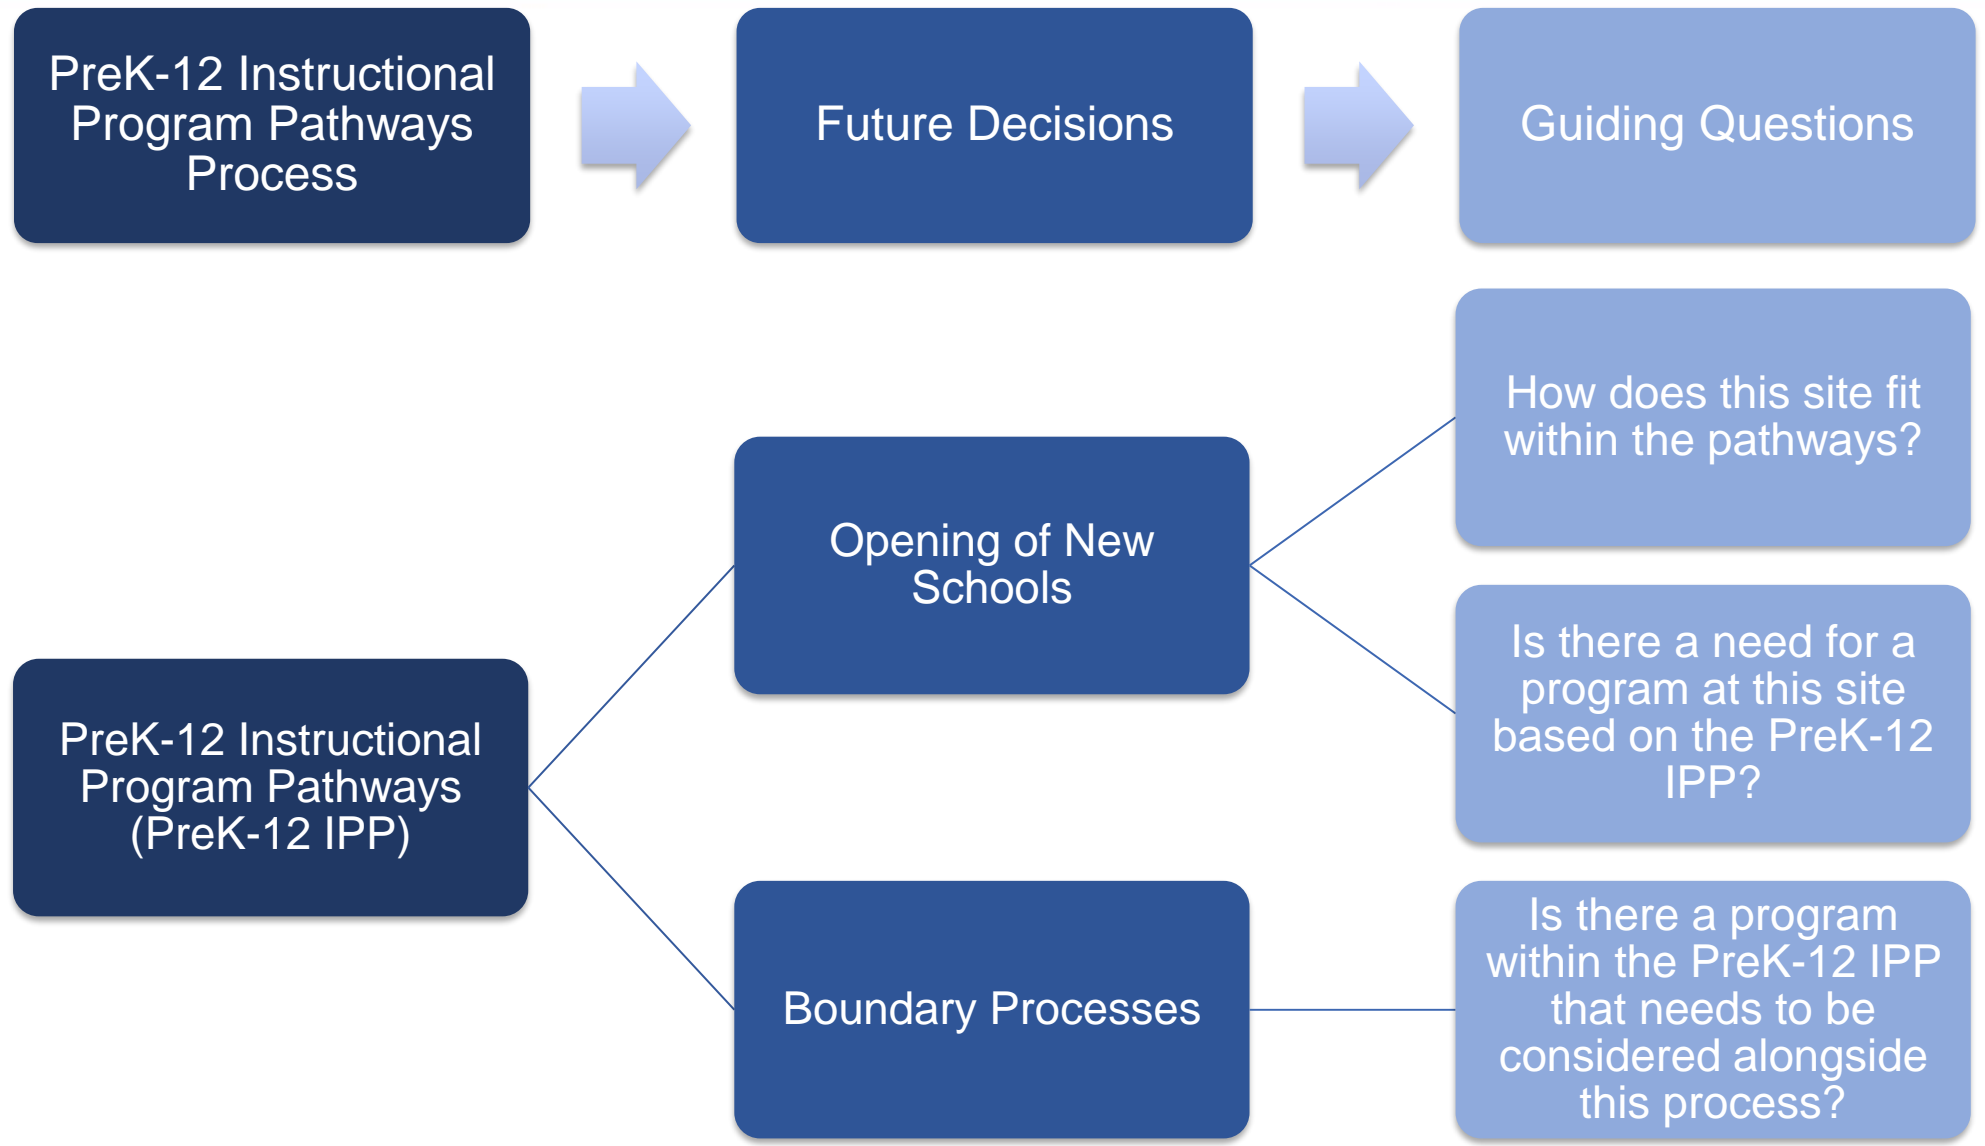 PreK-12 Instructional
Program Pathways
Process
Future Decisions
Guiding Questions
How does this site fit
within the pathways?
Opening of New
Schools
Is there a need for a
program at this site
based on the PreK-12
IPP?
PreK-12 Instructional
Program Pathways
(PreK-12 IPP)
Boundary Processes
Is there a program
within the PreK-12 IPP
that needs to be
considered alongside
this process?